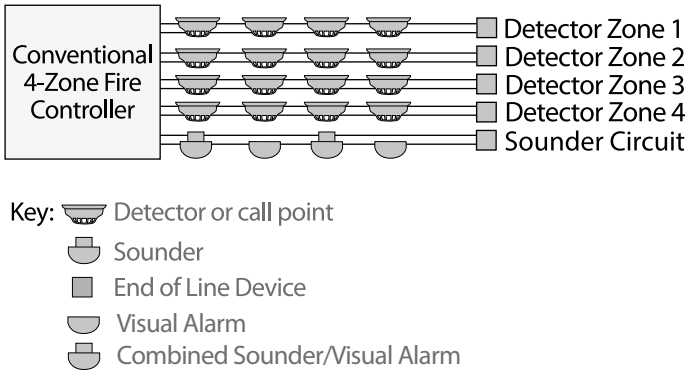 Conventional
4-Zone Fire
Controller
Detector Zone 1
Detector Zone 2
Detector Zone 3
Detector Zone 4
Sounder Circuit
Key:
Detector or call point
Sounder
End of Line Device
Visual Alarm
Combined Sounder/Visual Alarm